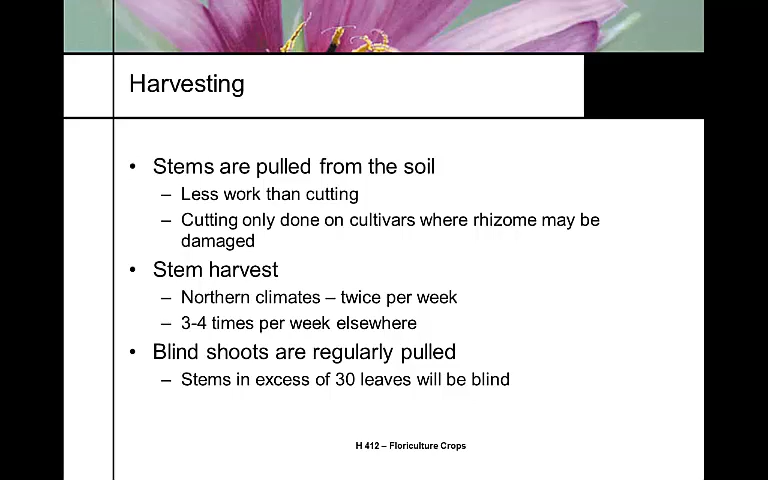 Harvesting
• Stems are pulled from the soil
– Less work than cutting
– Cutting only done on cultivars where rhizome may be
damaged
• Stem harvest
– Northern climates – twice per week
– 3-4 times per week elsewhere
• Blind shoots are regularly pulled
– Stems in excess of 30 leaves will be blind
H 412 – Floriculture Crops